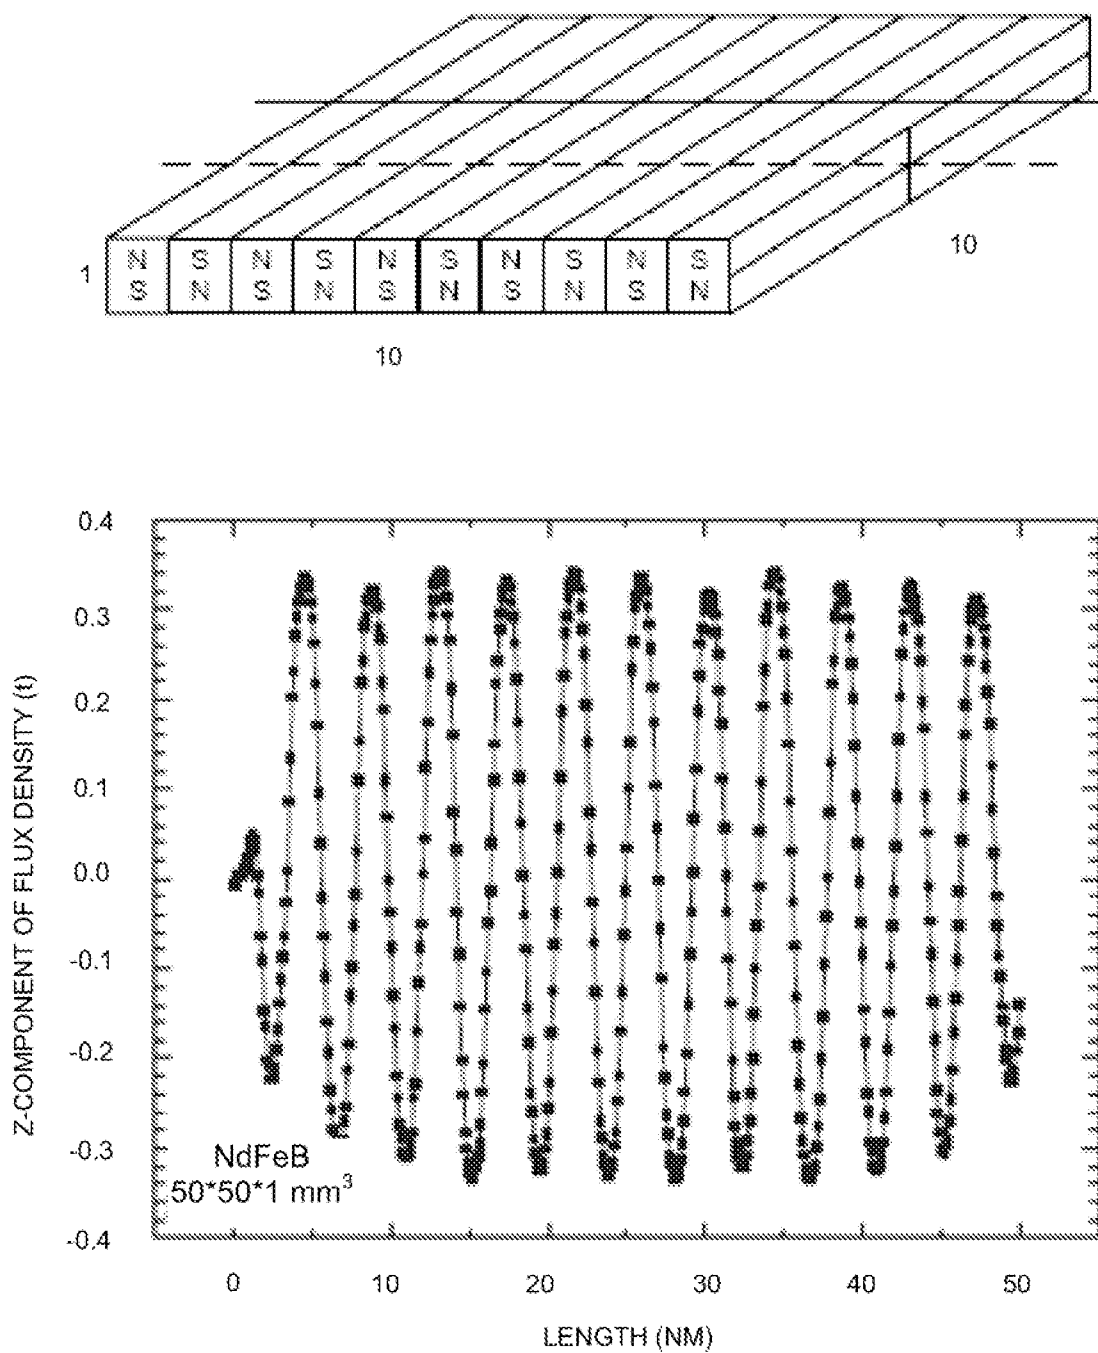 1
N S N S N S N S N S
S N S N S N S N S N
10
10
Z-COMPONENT OF FLUX DENSITY (t)
0.4
0.3
0.2
0.1
0.0
-0.1
-0.2
-0.3
-0.4
NdFeB
50*50*1 mm³
0 10 20 30 40 50
LENGTH (NM)